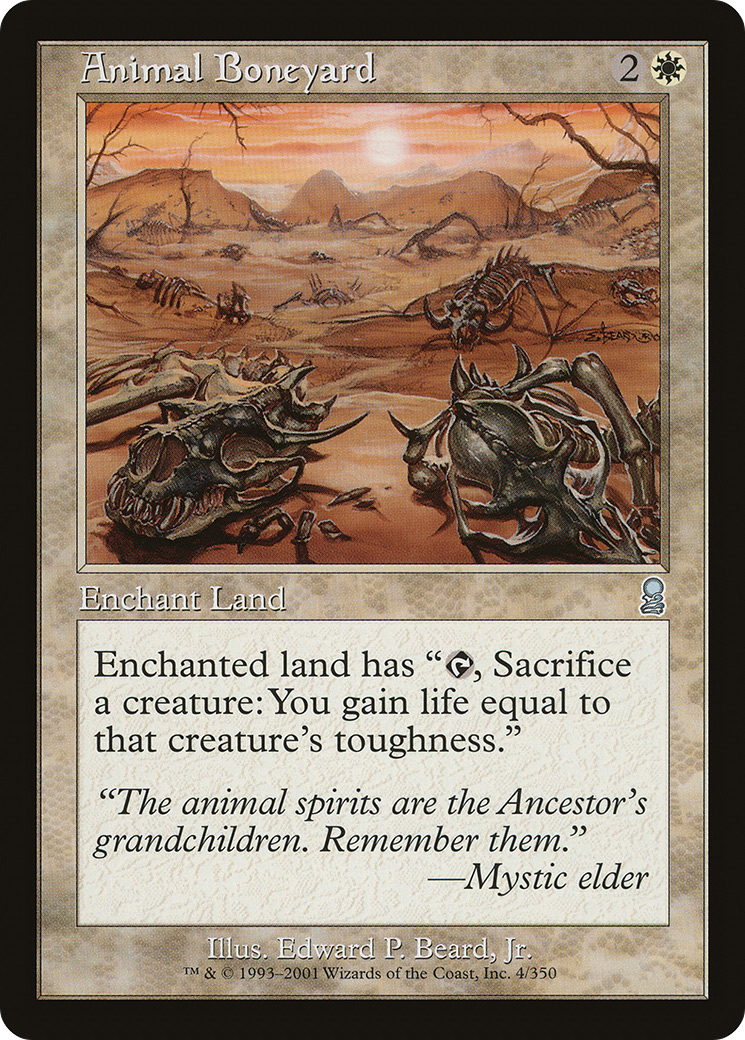 Animal Boneyard 2
E. BEARD JR
Enchant Land
Enchanted land has “, Sacrifice
a creature: You gain life equal to
that creature’s toughness.”
“The animal spirits are the Ancestor’s
grandchildren. Remember them.”
—Mystic elder
Illus. Edward P. Beard, Jr.
™ & © 1993–2001 Wizards of the Coast, Inc. 4/350